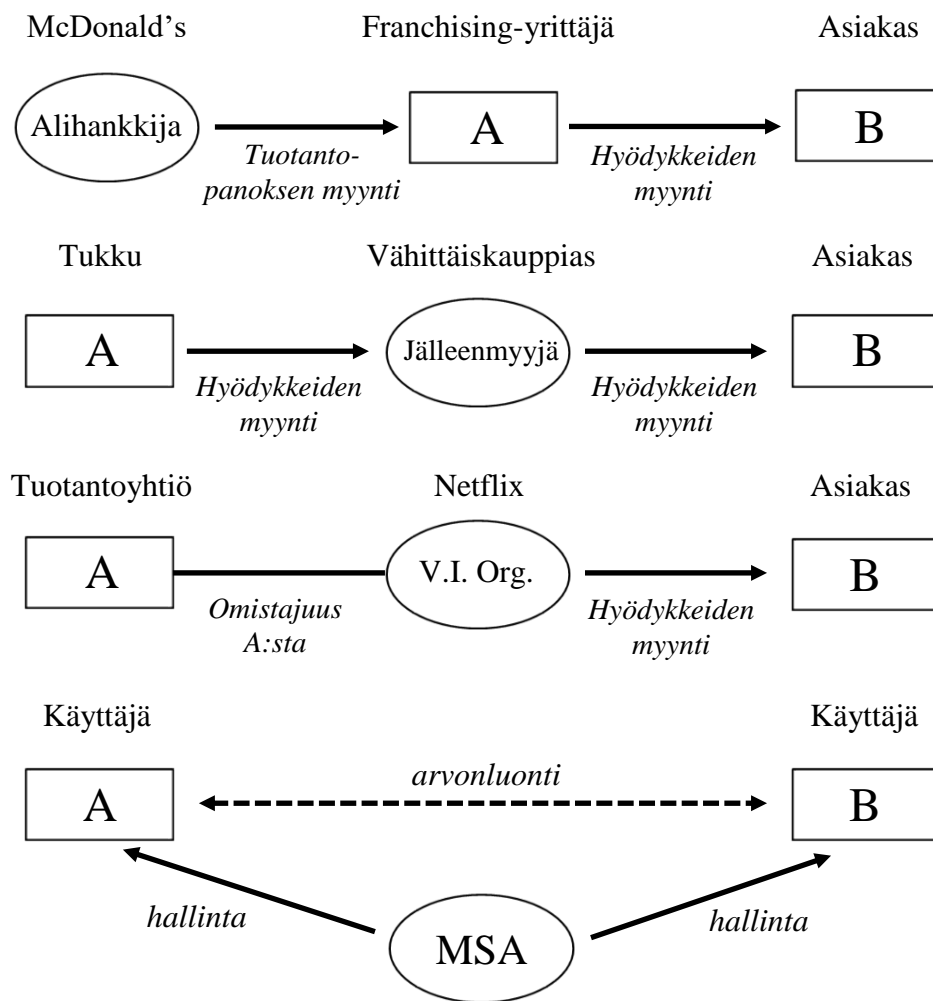 McDonald's Franchising-yrittäjä Asiakas
Alihankkija A B
Tuotanto- Hyödykkeiden
panoksen myynti myynti
Tukku Vähittäiskauppias Asiakas
A Jälleenmyyjä B
Hyödykkeiden Hyödykkeiden
myynti myynti
Tuotantoyhtiö Netflix Asiakas
A V.I. Org. B
Omistajuus Hyödykkeiden
A:sta myynti
Käyttäjä Käyttäjä
arvonluonti
A B
hallinta hallinta
MSA